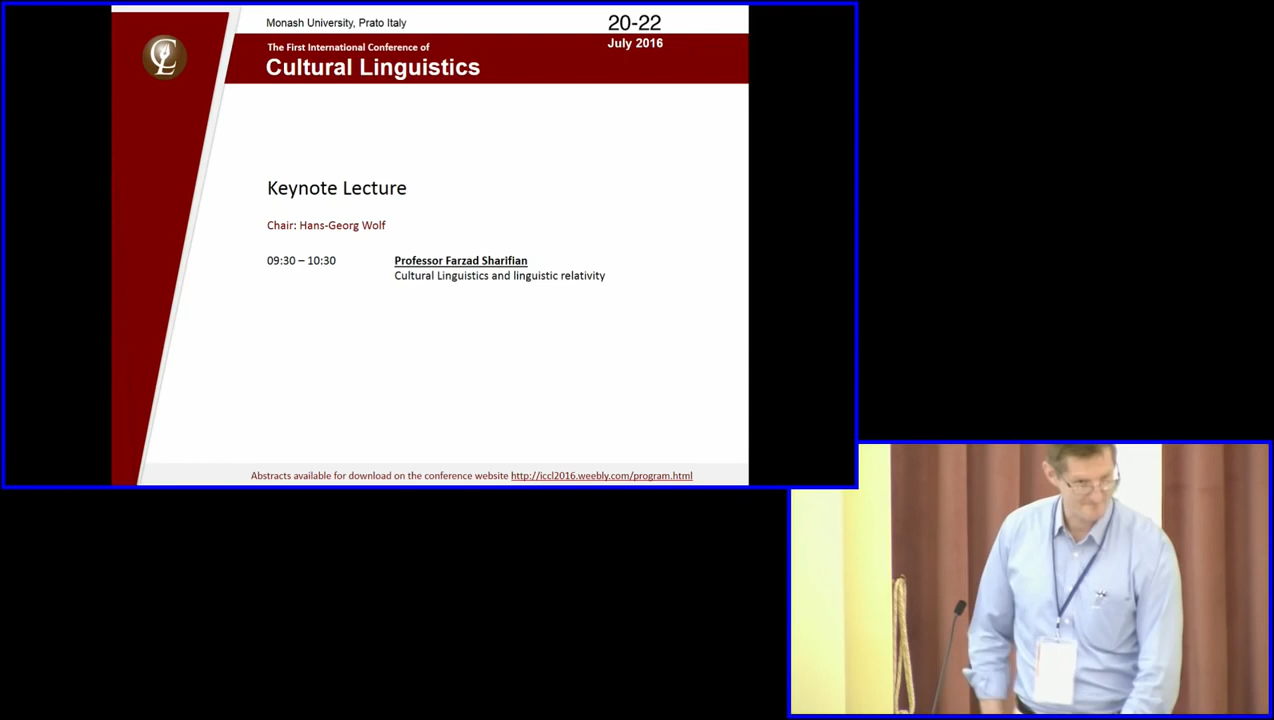 Monash University, Prato Italy
20-22
July 2016
The First International Conference of
Cultural Linguistics
CL
Keynote Lecture
Chair: Hans-Georg Wolf
09:30 – 10:30 Professor Farzad Sharifian
Cultural Linguistics and linguistic relativity
Abstracts available for download on the conference website http://iccl2016.weebly.com/program.html